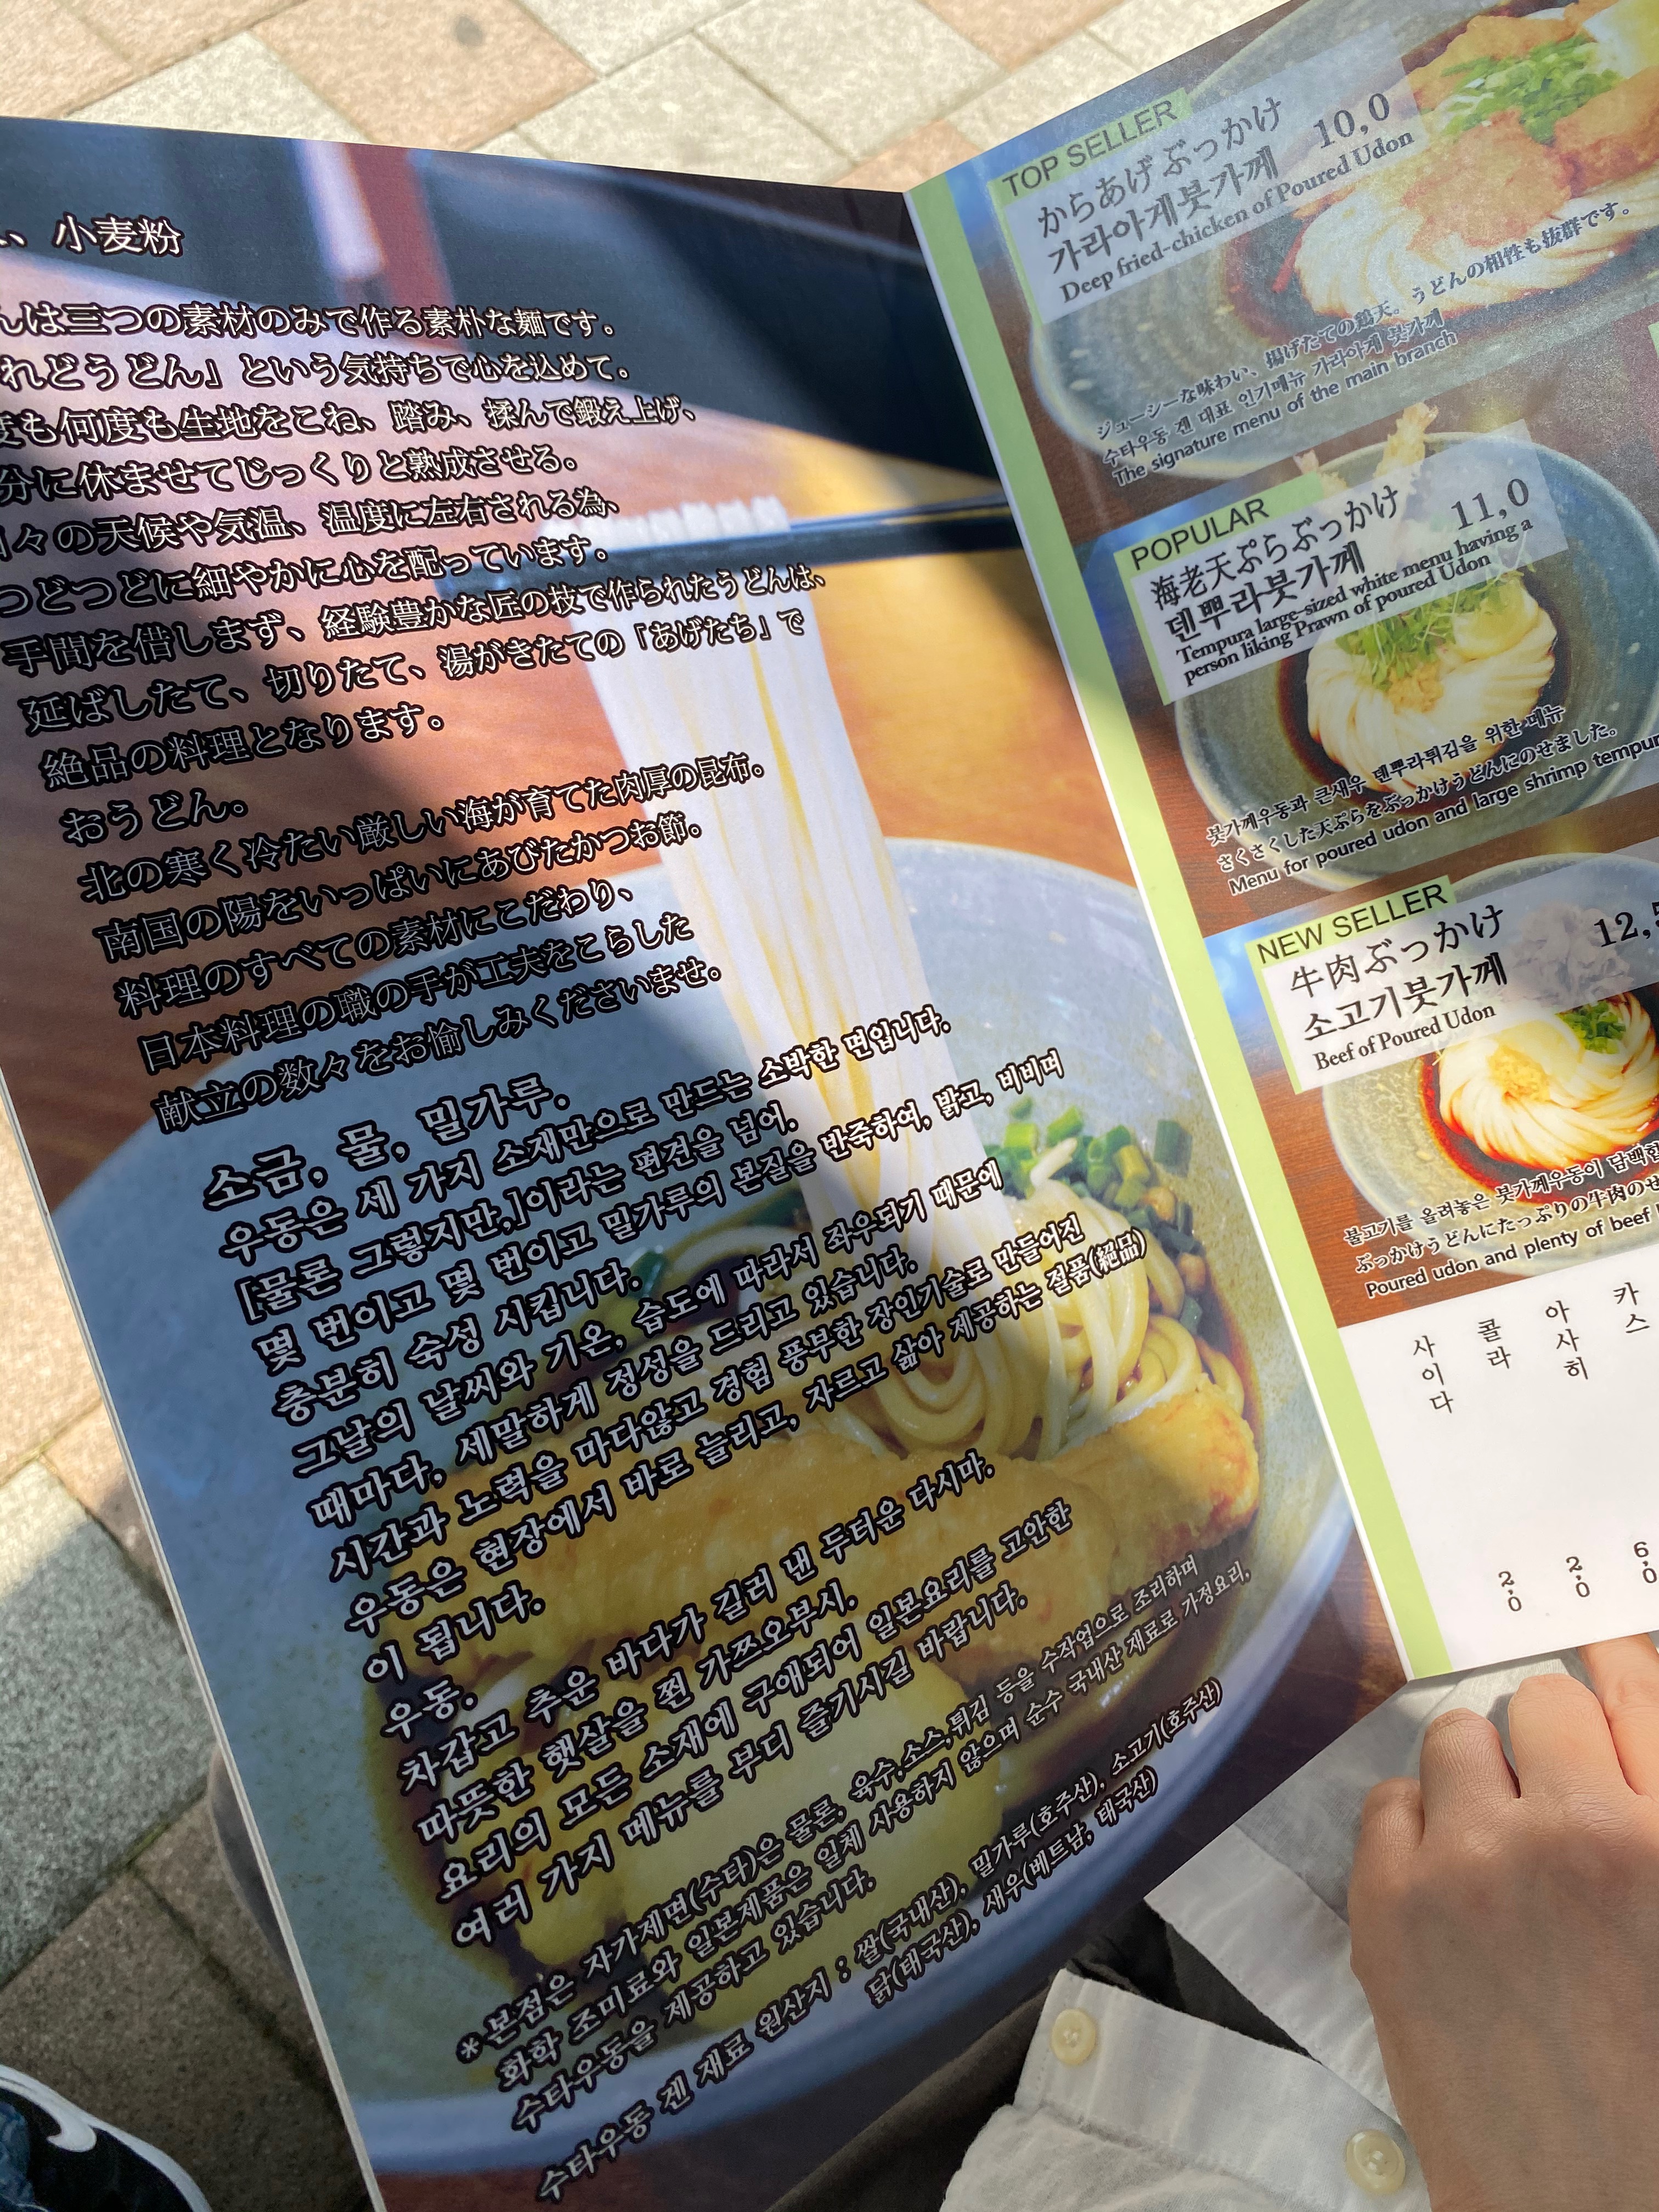 、小麦粉
んは三つの素材のみで作る素朴な麺です。
れどうどん」という気持ちで心を込めて。
度も何度も生地をこね、踏み、揉んで鍛え上げ、
分に休ませてじっくりと熟成させる。
々の天候や気温、温度に左右される為、
つどつどに細やかに心を配っています。
手間を借しまず、経験豊かな匠の技で作られたうどんは、
延ばしたて、切りたて、湯がきたての「あげたち」で
絶品の料理となります。
おうどん。
北の寒く冷たい厳しい海が育てた肉厚の昆布。
南国の陽をいっぱいにあびたかつお節。
料理のすべての素材にこだわり、
日本料理の職の手が工夫をこらした
献立の数々をお愉しみくださいませ。
소금, 물, 밀가루.
우동은 세 가지 소재만으로 만드는 소박한 면입니다.
[물론 그렇지만,]이라는 편견을 넘어.
몇 번이고 몇 번이고 밀가루의 본질을 반죽하여, 밝고, 비비며
충분히 숙성 시킵니다.
그날의 날씨와 기온, 습도에 따라서 좌우되기 때문에
때마다, 세말하게 정성을 드리고 있습니다.
시간과 노력을 마다않고 경험 풍부한 장인기술로 만들어진
우동은 현장에서 바로 늘리고, 자르고 삶아 제공하는 절품(絕品)
이 됩니다.
우동.
차갑고 추운 바다가 길러 낸 두터운 다시마.
따뜻한 햇살을 쬔 가쯔오부시.
요리의 모든 소재에 구애되어 일본요리를 고안한
여러 가지 메뉴를 부디 즐기시길 바랍니다.
*본점은 자가제면(수타)은 물론, 육수,소스,튀김 등을 수작업으로 조리하며
화학 조미료와 일본제품은 일체 사용하지 않으며 순수 국내산 재료로 가정요리,
수타우동을 제공하고 있습니다.
수타우동 겐 재료 원산지 : 쌀(국내산), 밀가루(호주산), 소고기(호주산)
닭(태국산), 새우(베트남, 태국산)
TOP SELLER
からあげぶっかけ 10,0
가라아게붓가께
Deep fried-chicken of Poured Udon
ジューシーな味わい、揚げたての鶏天。うどんの相性も抜群です。
수타우동 겐 대표 인기메뉴 가라아게 붓가께
The signature menu of the main branch
POPULAR
海老天ぷらぶっかけ 11,0
덴뿌라붓가께
Tempura large-sized white menu having a
person liking Prawn of poured Udon
붓가께우동과 큰새우 텐뿌라튀김을 위한 메뉴
さくさくした天ぷらをぶっかけうどんにのせました。
Menu for poured udon and large shrimp tempur
NEW SELLER
牛肉ぶっかけ 12,5
소고기붓가께
Beef of Poured Udon
불고기를 올려놓은 붓가께우동이 담백함
ぶっかけうどんにたっぷりの牛肉のせ
Poured udon and plenty of beef
사이다 2,0
콜라 2,0
아사히 6,0
카스